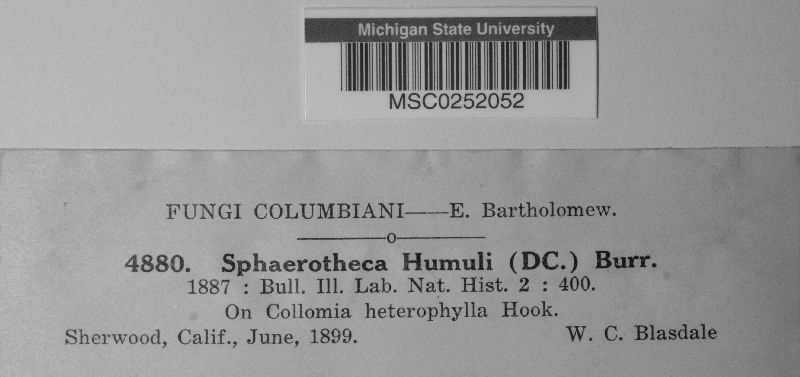 Michigan State University
MSC0252052
FUNGI COLUMBIANI——E. Bartholomew.
o
4880. Sphaerotheca Humuli (DC.) Burr.
1887 : Bull. Ill. Lab. Nat. Hist. 2 : 400.
On Collomia heterophylla Hook.
Sherwood, Calif., June, 1899. W. C. Blasdale